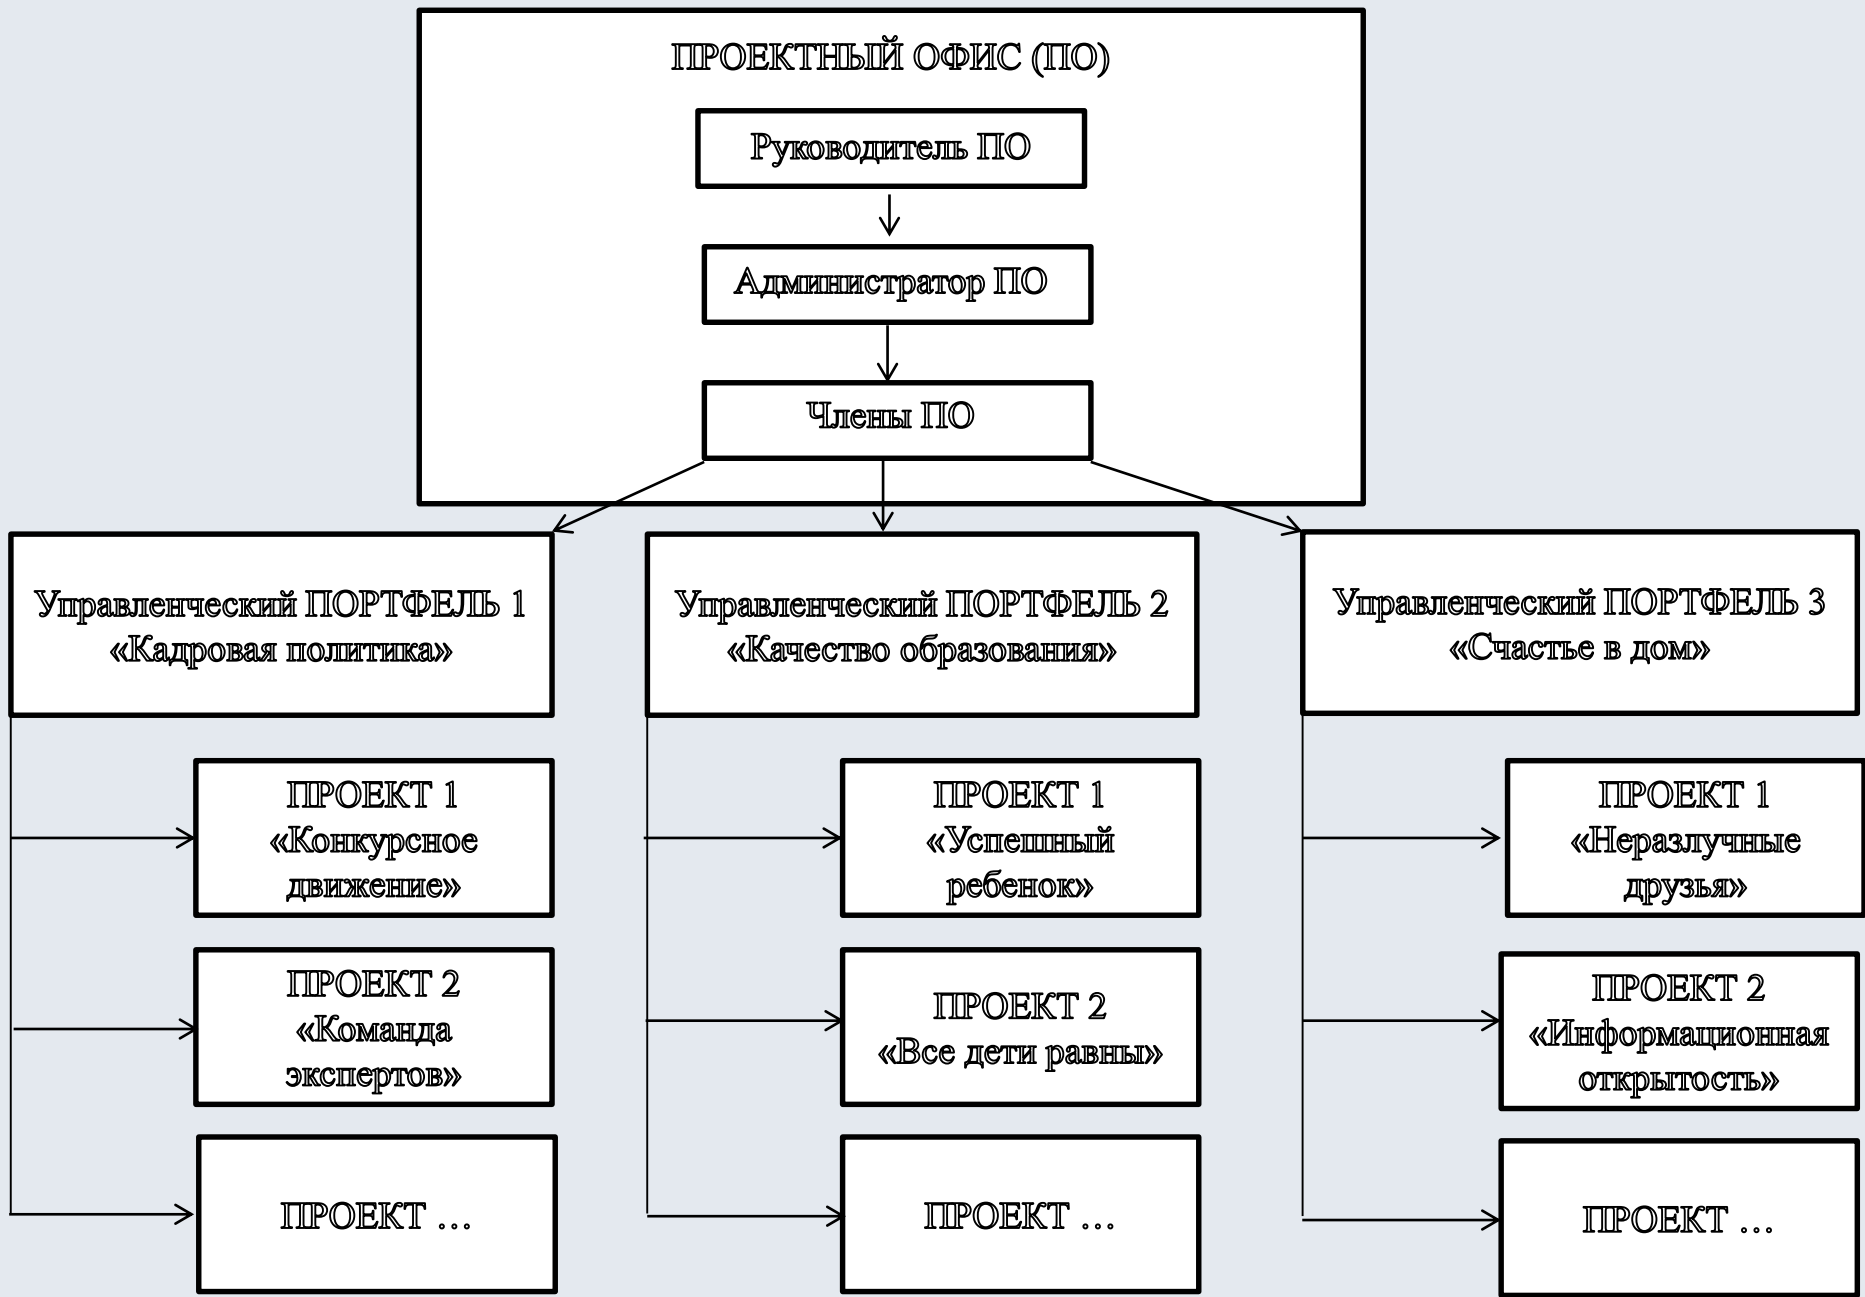 ПРОЕКТНЫЙ ОФИС (ПО)
Руководитель ПО
Администратор ПО
Члены ПО
Управленческий ПОРТФЕЛЬ 1
«Кадровая политика»
Управленческий ПОРТФЕЛЬ 2
«Качество образования»
Управленческий ПОРТФЕЛЬ 3
«Счастье в дом»
ПРОЕКТ 1
«Конкурсное
движение»
ПРОЕКТ 1
«Успешный
ребенок»
ПРОЕКТ 1
«Неразлучные
друзья»
ПРОЕКТ 2
«Команда
экспертов»
ПРОЕКТ 2
«Все дети равны»
ПРОЕКТ 2
«Информационная
открытость»
ПРОЕКТ …
ПРОЕКТ …
ПРОЕКТ …